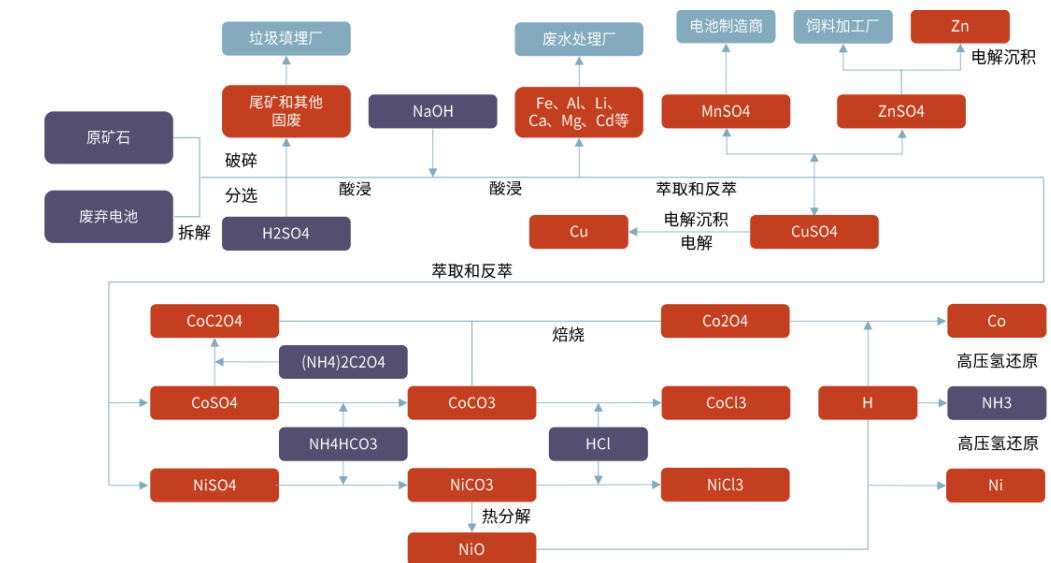 垃圾填埋厂
废水处理厂
电池制造商
饲料加工厂
Zn
电解沉积
尾矿和其他
固废
NaOH
Fe、Al、Li、
Ca、Mg、Cd等
MnSO4
ZnSO4
原矿石
破碎
分选
酸浸
酸浸
萃取和反萃
废弃电池
拆解
H2SO4
Cu
电解沉积
电解
CuSO4
萃取和反萃
CoC2O4
焙烧
Co2O4
Co
(NH4)2C2O4
高压氢还原
CoSO4
CoCO3
CoCl3
H
NH3
NH4HCO3
HCl
高压氢还原
NiSO4
NiCO3
NiCl3
Ni
热分解
NiO